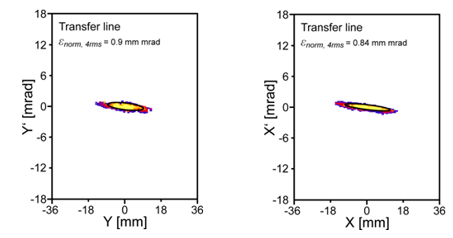 18
12
6
0
-6
-12
-18
Y' [mrad]
Transfer line
εnorm, 4rms = 0.9 mm mrad
-36 -18 0 18 36
Y [mm]
18
12
6
0
-6
-12
-18
X' [mrad]
Transfer line
εnorm, 4rms = 0.84 mm mrad
-36 -18 0 18 36
X [mm]